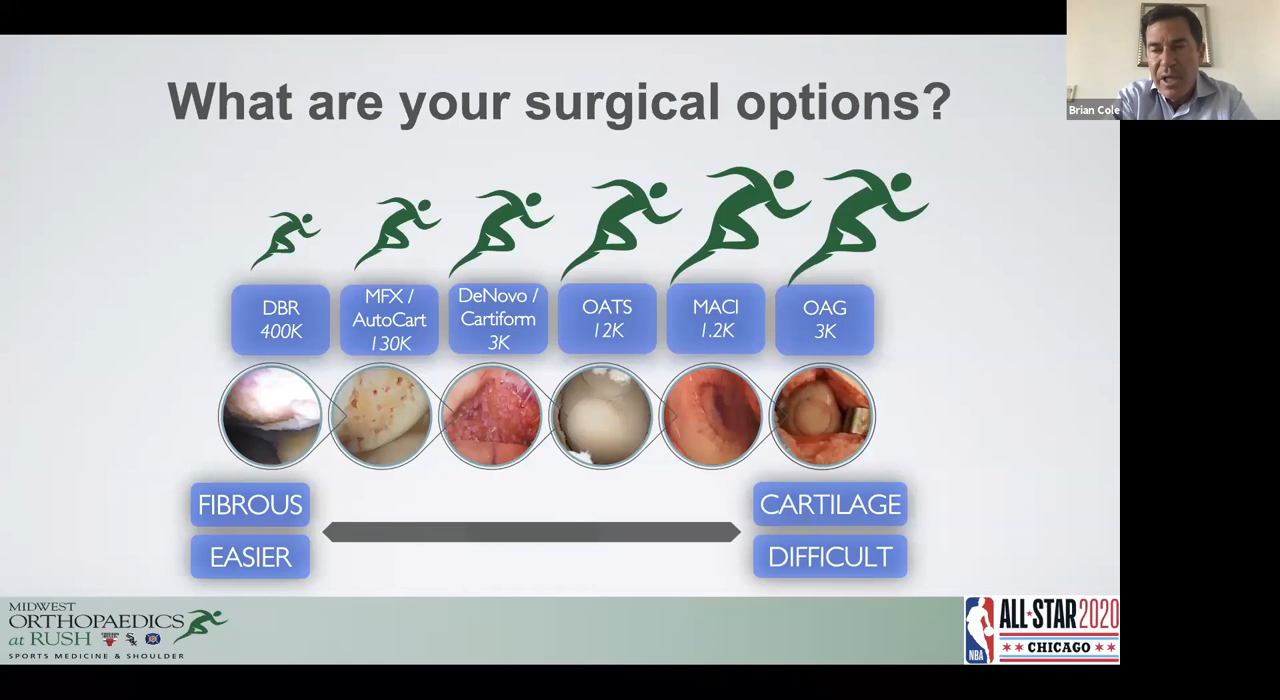 What are your surgical options?
Brian Cole
DBR
400K
MFX /
AutoCart
130K
DeNovo /
Cartiform
3K
OATS
12K
MACI
1.2K
OAG
3K
FIBROUS
EASIER
CARTILAGE
DIFFICULT
MIDWEST
ORTHOPAEDICS
at RUSH
SPORTS MEDICINE & SHOULDER
NBA
ALL★STAR 2020
★★ CHICAGO ★★